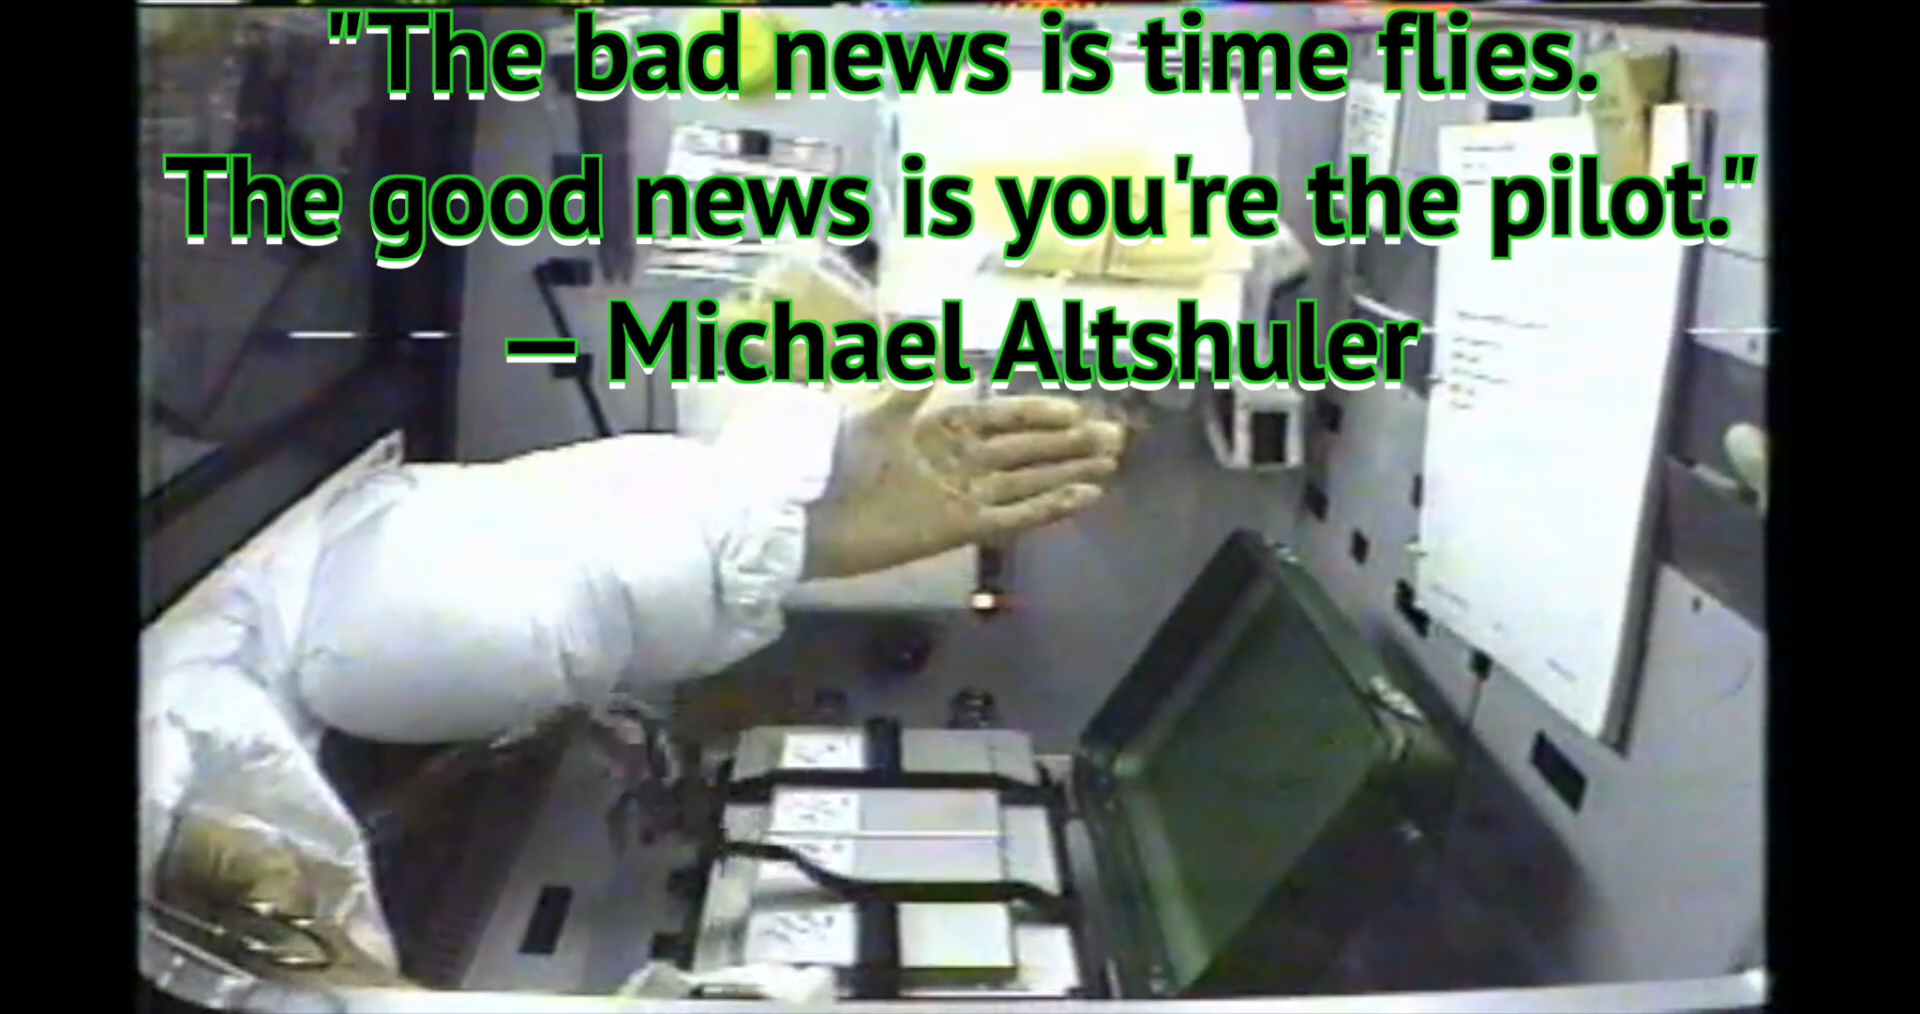 "The bad news is time flies.
The good news is you're the pilot."
— Michael Altshuler